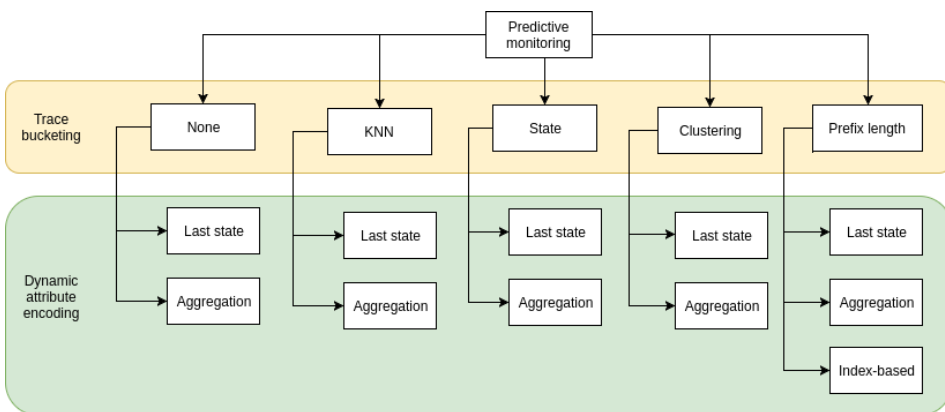 Predictive
monitoring
Trace
bucketing
None
KNN
State
Clustering
Prefix length
Dynamic
attribute
encoding
Last state
Last state
Last state
Last state
Last state
Aggregation
Aggregation
Aggregation
Aggregation
Aggregation
Index-based